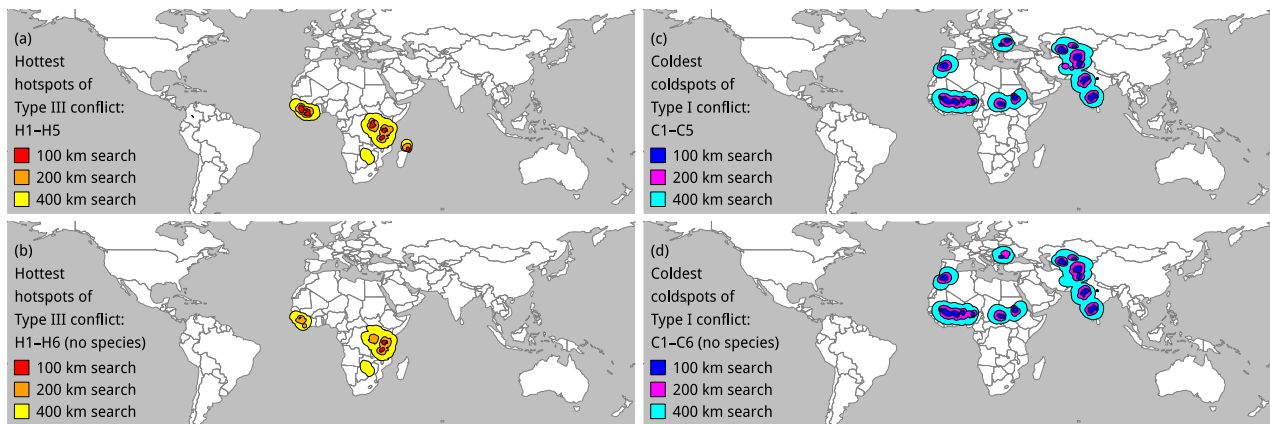 (a)
Hottest
hotspots of
Type III conflict:
H1–H5
100 km search
200 km search
400 km search
(b)
Hottest
hotspots of
Type III conflict:
H1–H6 (no species)
100 km search
200 km search
400 km search
(c)
Coldest
coldspots of
Type I conflict:
C1–C5
100 km search
200 km search
400 km search
(d)
Coldest
coldspots of
Type I conflict:
C1–C6 (no species)
100 km search
200 km search
400 km search